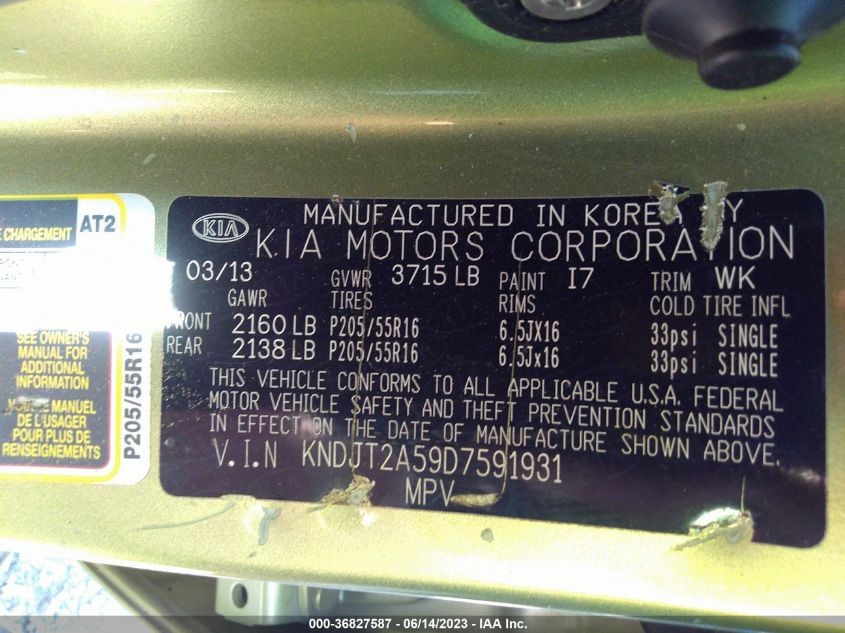 AT2
E CHARGEMENT
SEE OWNER'S
MANUAL FOR
ADDITIONAL
INFORMATION
MANUEL
DE L'USAGER
POUR PLUS DE
RENSEIGNEMENTS
P205/55R16
KIA
MANUFACTURED IN KOREA BY
KIA MOTORS CORPORATION
03/13 GVWR 3715 LB PAINT I7 TRIM WK
GAWR TIRES RIMS COLD TIRE INFL
FRONT 2160 LB P205/55R16 6.5JX16 33psi SINGLE
REAR 2138 LB P205/55R16 6.5Jx16 33psi SINGLE
THIS VEHICLE CONFORMS TO ALL APPLICABLE U.S.A. FEDERAL
MOTOR VEHICLE SAFETY AND THEFT PREVENTION STANDARDS
IN EFFECT ON THE DATE OF MANUFACTURE SHOWN ABOVE.
V.I.N KNDJT2A59D7591931
MPV
000-36827587 - 06/14/2023 - IAA Inc.